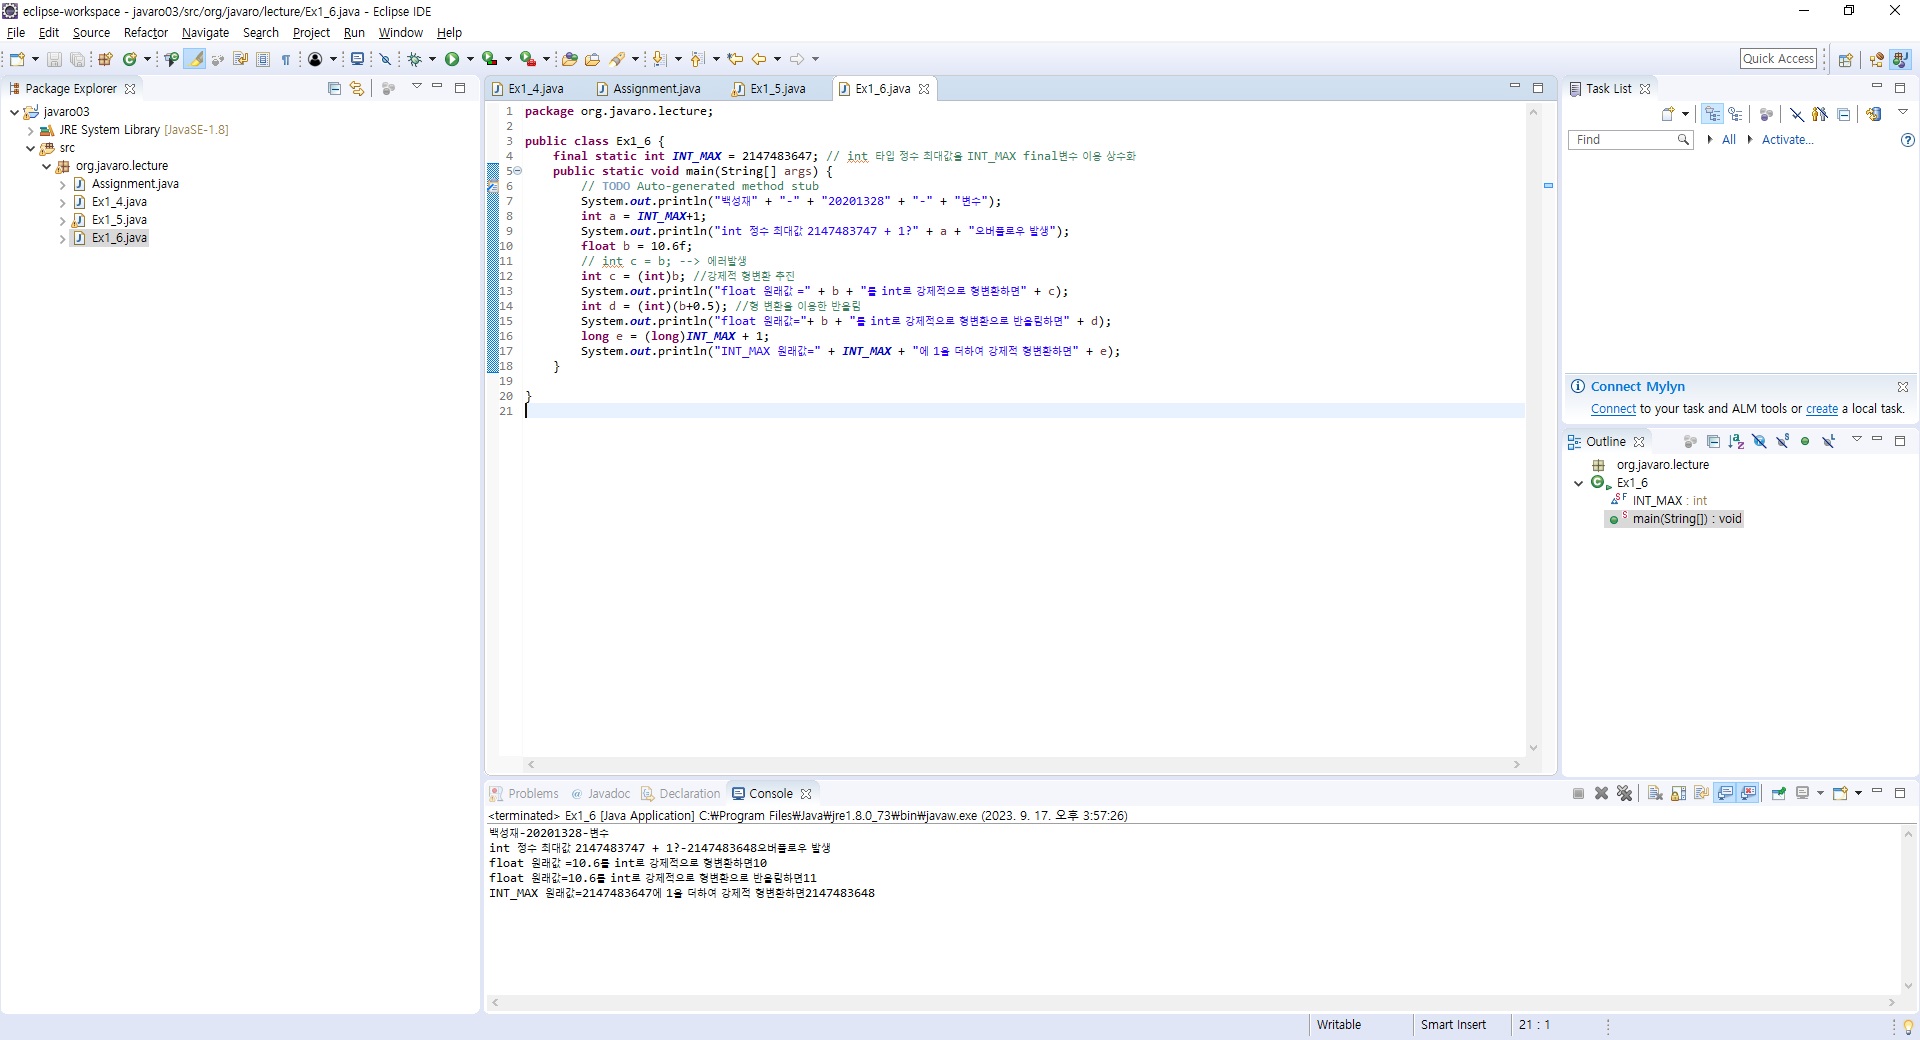 eclipse-workspace - javaro03/src/org/javaro/lecture/Ex1_6.java - Eclipse IDE
File Edit Source Refactor Navigate Search Project Run Window Help
Quick Access
Package Explorer
javaro03
JRE System Library [JavaSE-1.8]
src
org.javaro.lecture
Assignment.java
Ex1_4.java
Ex1_5.java
Ex1_6.java
Ex1_4.java Assignment.java Ex1_5.java Ex1_6.java
1 package org.javaro.lecture;
2
3 public class Ex1_6 {
4 final static int INT_MAX = 2147483647; // int 타입 정수 최대값을 INT_MAX final변수 이용 상수화
5 public static void main(String[] args) {
6 // TODO Auto-generated method stub
7 System.out.println("백성재" + "-" + "20201328" + "-" + "변수");
8 int a = INT_MAX+1;
9 System.out.println("int 정수 최대값 2147483747 + 1?" + a + "오버플로우 발생");
10 float b = 10.6f;
11 // int c = b; --> 에러발생
12 int c = (int)b; //강제적 형변환 추진
13 System.out.println("float 원래값 =" + b + "를 int로 강제적으로 형변환하면" + c);
14 int d = (int)(b+0.5); //형 변환을 이용한 반올림
15 System.out.println("float 원래값="+ b + "를 int로 강제적으로 형변환으로 반올림하면" + d);
16 long e = (long)INT_MAX + 1;
17 System.out.println("INT_MAX 원래값=" + INT_MAX + "에 1을 더하여 강제적 형변환하면" + e);
18 }
19
20 }
21
Task List
Find All Activate...
Connect Mylyn
Connect to your task and ALM tools or create a local task.
Outline
org.javaro.lecture
Ex1_6
INT_MAX : int
main(String[]) : void
Problems Javadoc Declaration Console
<terminated> Ex1_6 [Java Application] C:₩Program Files₩Java₩jre1.8.0_73₩bin₩javaw.exe (2023. 9. 17. 오후 3:57:26)
백성재-20201328-변수
int 정수 최대값 2147483747 + 1?-2147483648오버플로우 발생
float 원래값 =10.6를 int로 강제적으로 형변환하면10
float 원래값=10.6를 int로 강제적으로 형변환으로 반올림하면11
INT_MAX 원래값=2147483647에 1을 더하여 강제적 형변환하면2147483648
Writable Smart Insert 21 : 1